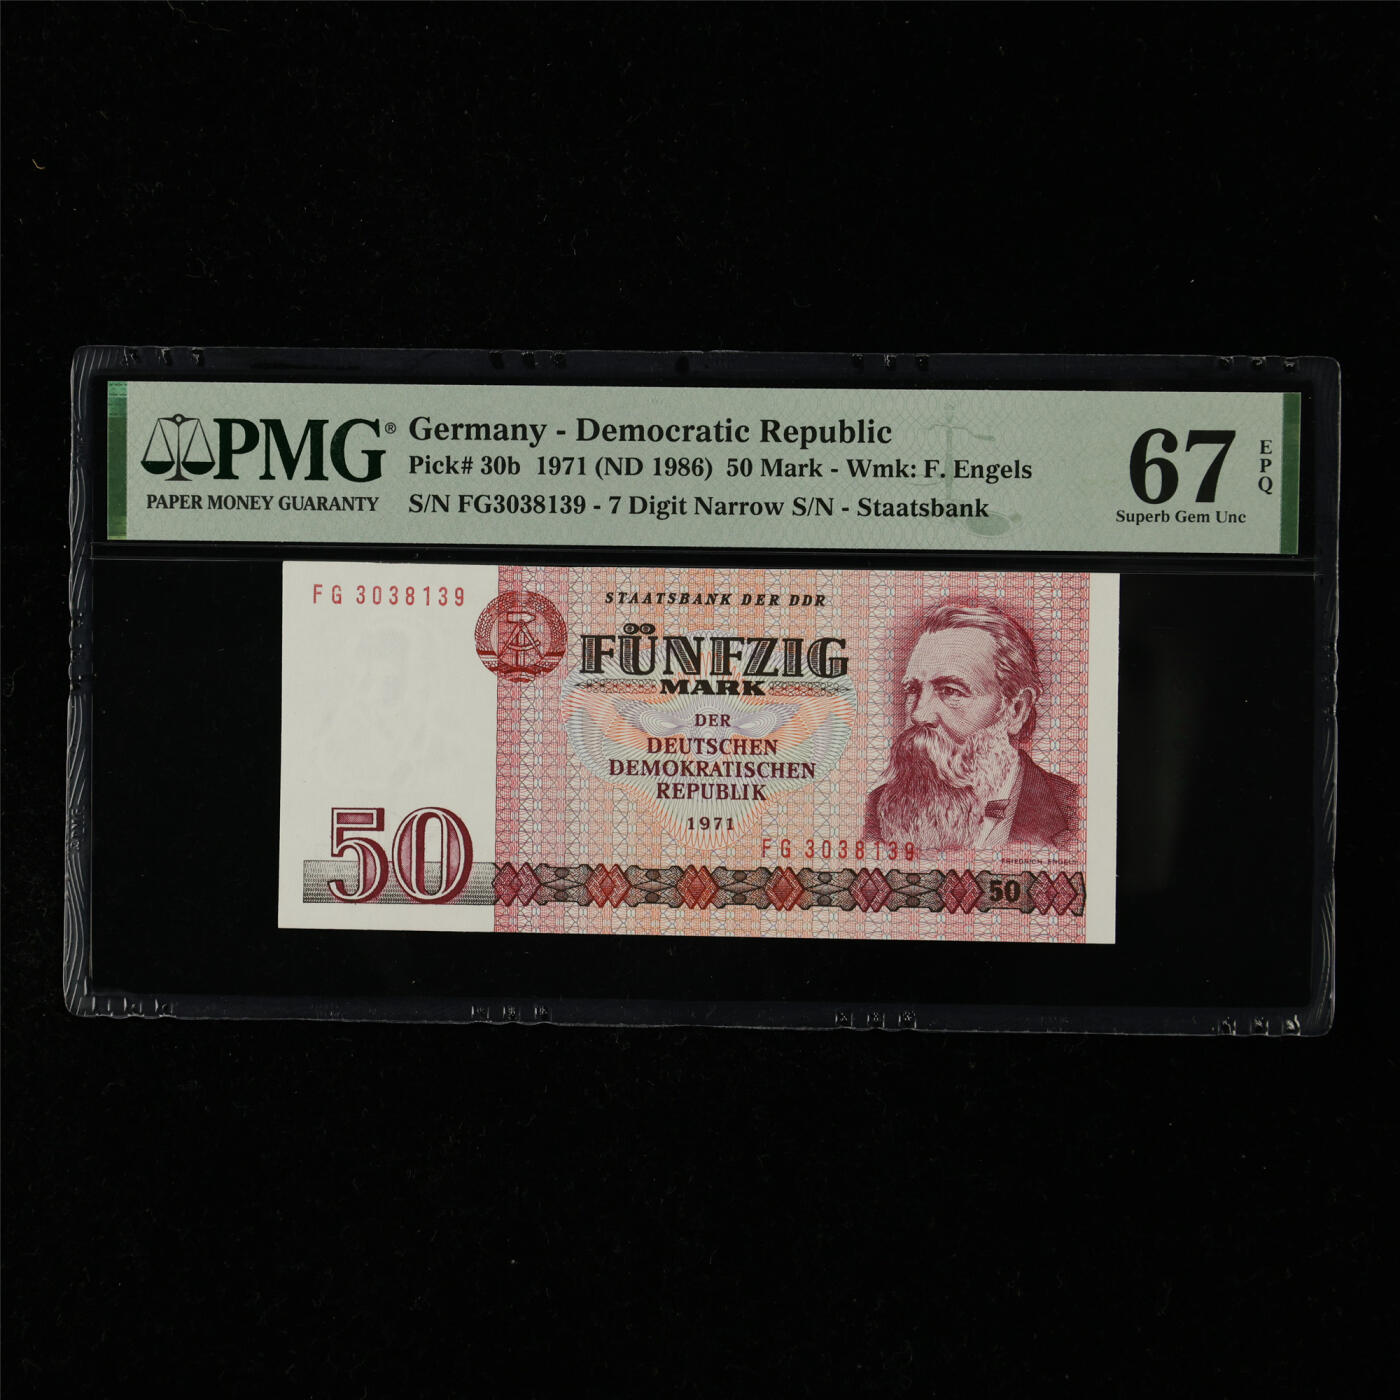 PMG®
PAPER MONEY GUARANTY
Germany - Democratic Republic
Pick# 30b 1971 (ND 1986) 50 Mark - Wmk: F. Engels
S/N FG3038139 - 7 Digit Narrow S/N - Staatsbank
67
EPQ
Superb Gem Unc
FG 3038139
STAATSBANK DER DDR
FÜNFZIG
MARK
DER
DEUTSCHEN
DEMOKRATISCHEN
REPUBLIK
1971
FG 3038139
FRIEDRICH ENGELS
50
50